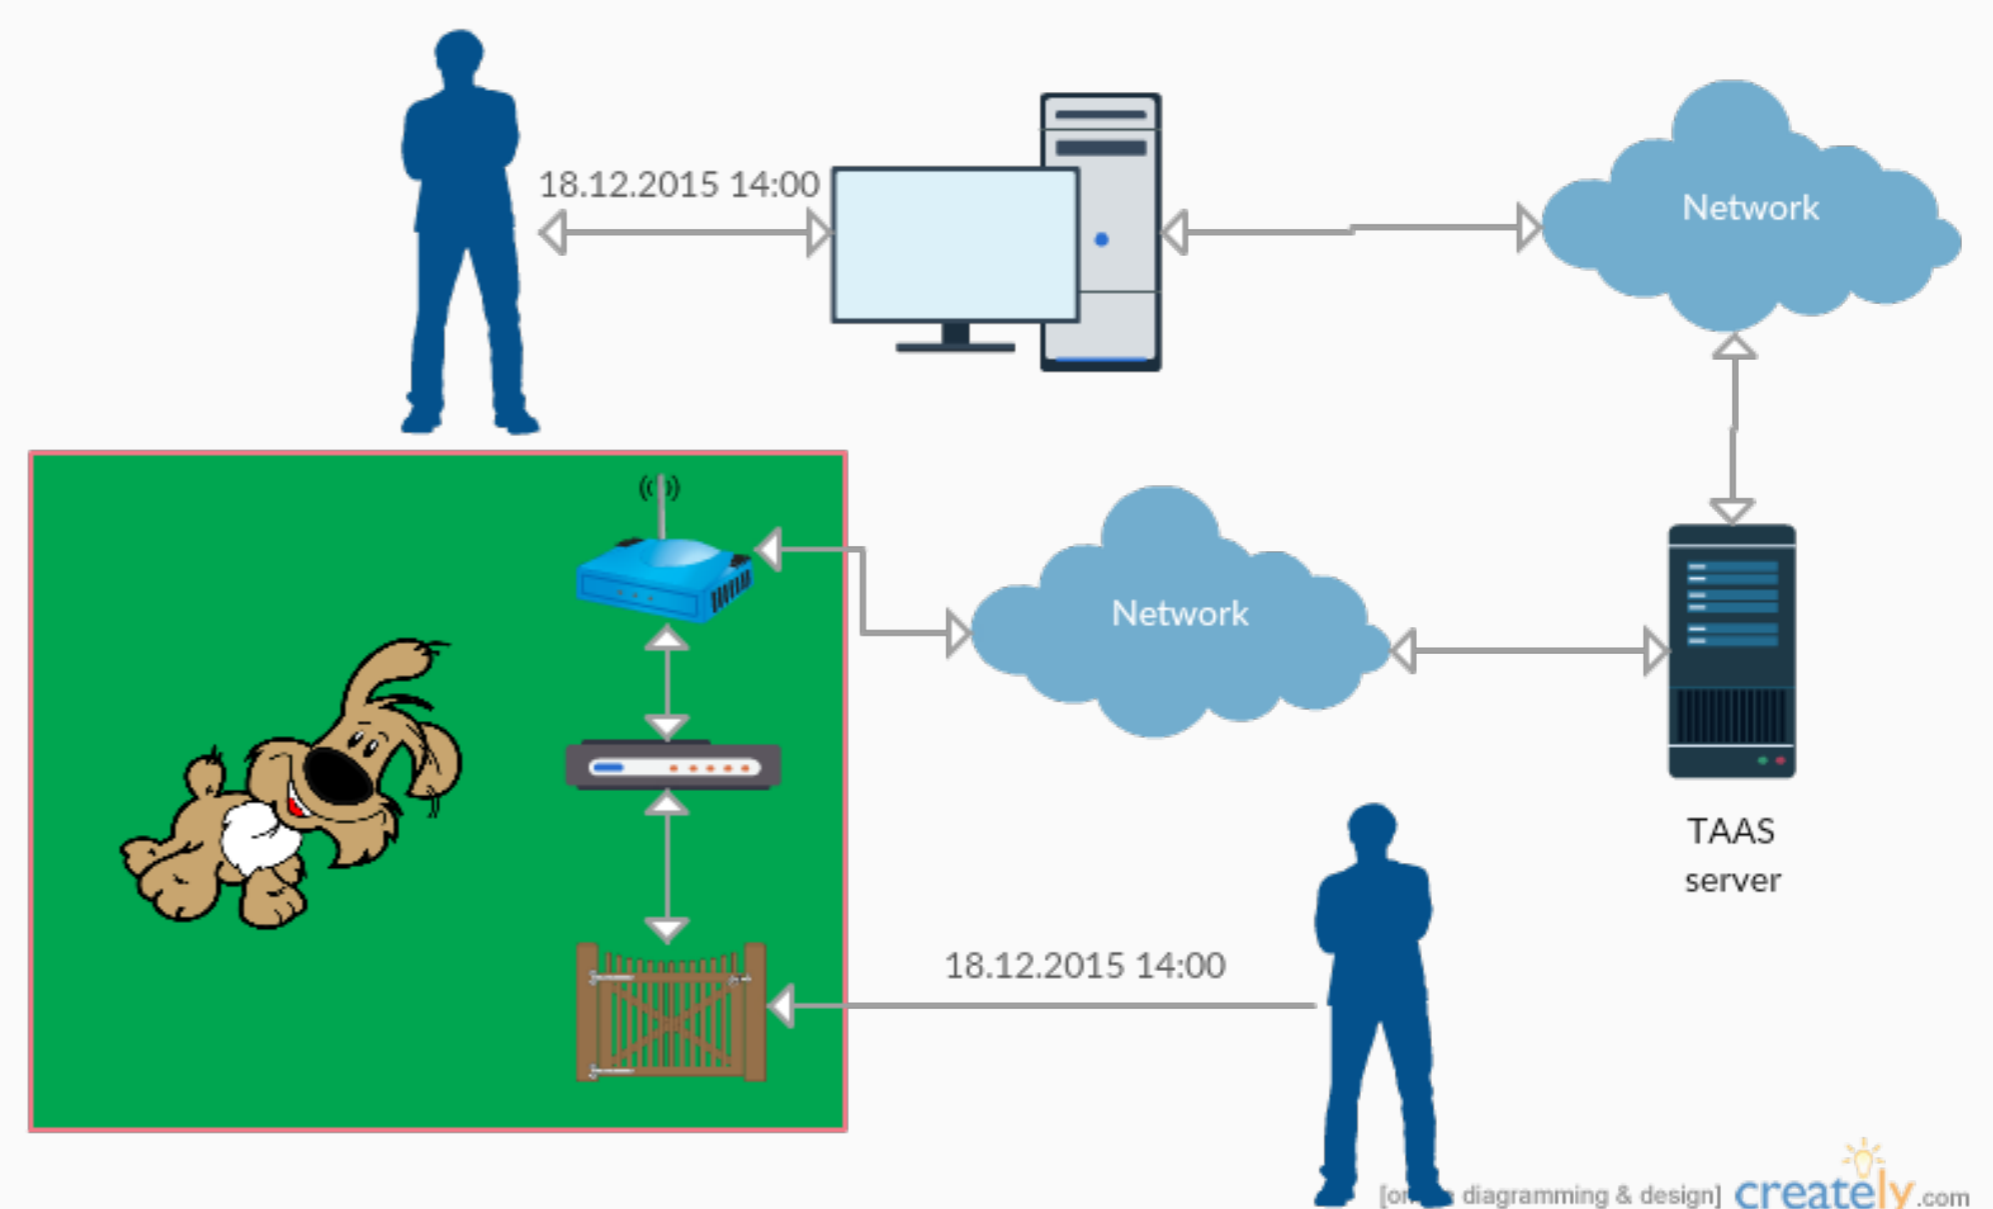 18.12.2015 14:00
Network
Network
TAAS
server
18.12.2015 14:00
diagramming & design]
creately.com